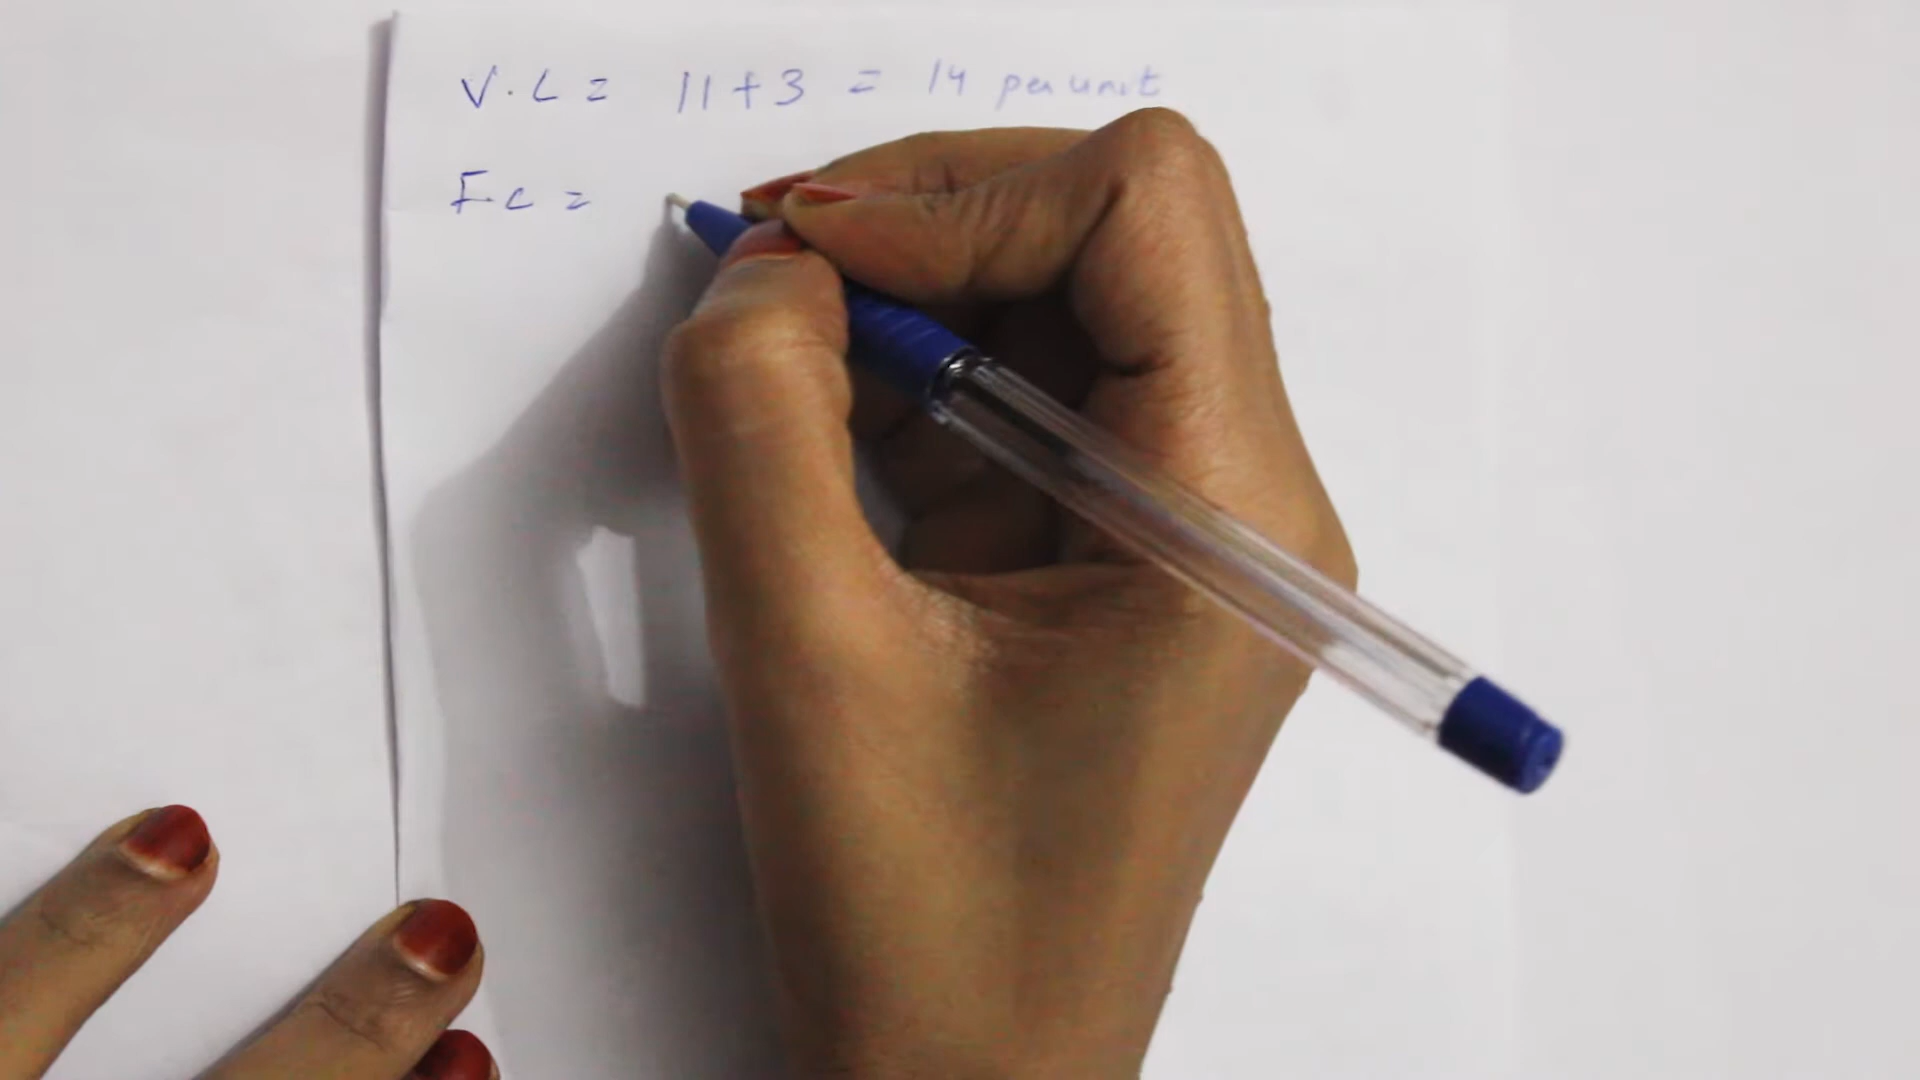 V.C = 11+3 = 14 per unit
F.C =